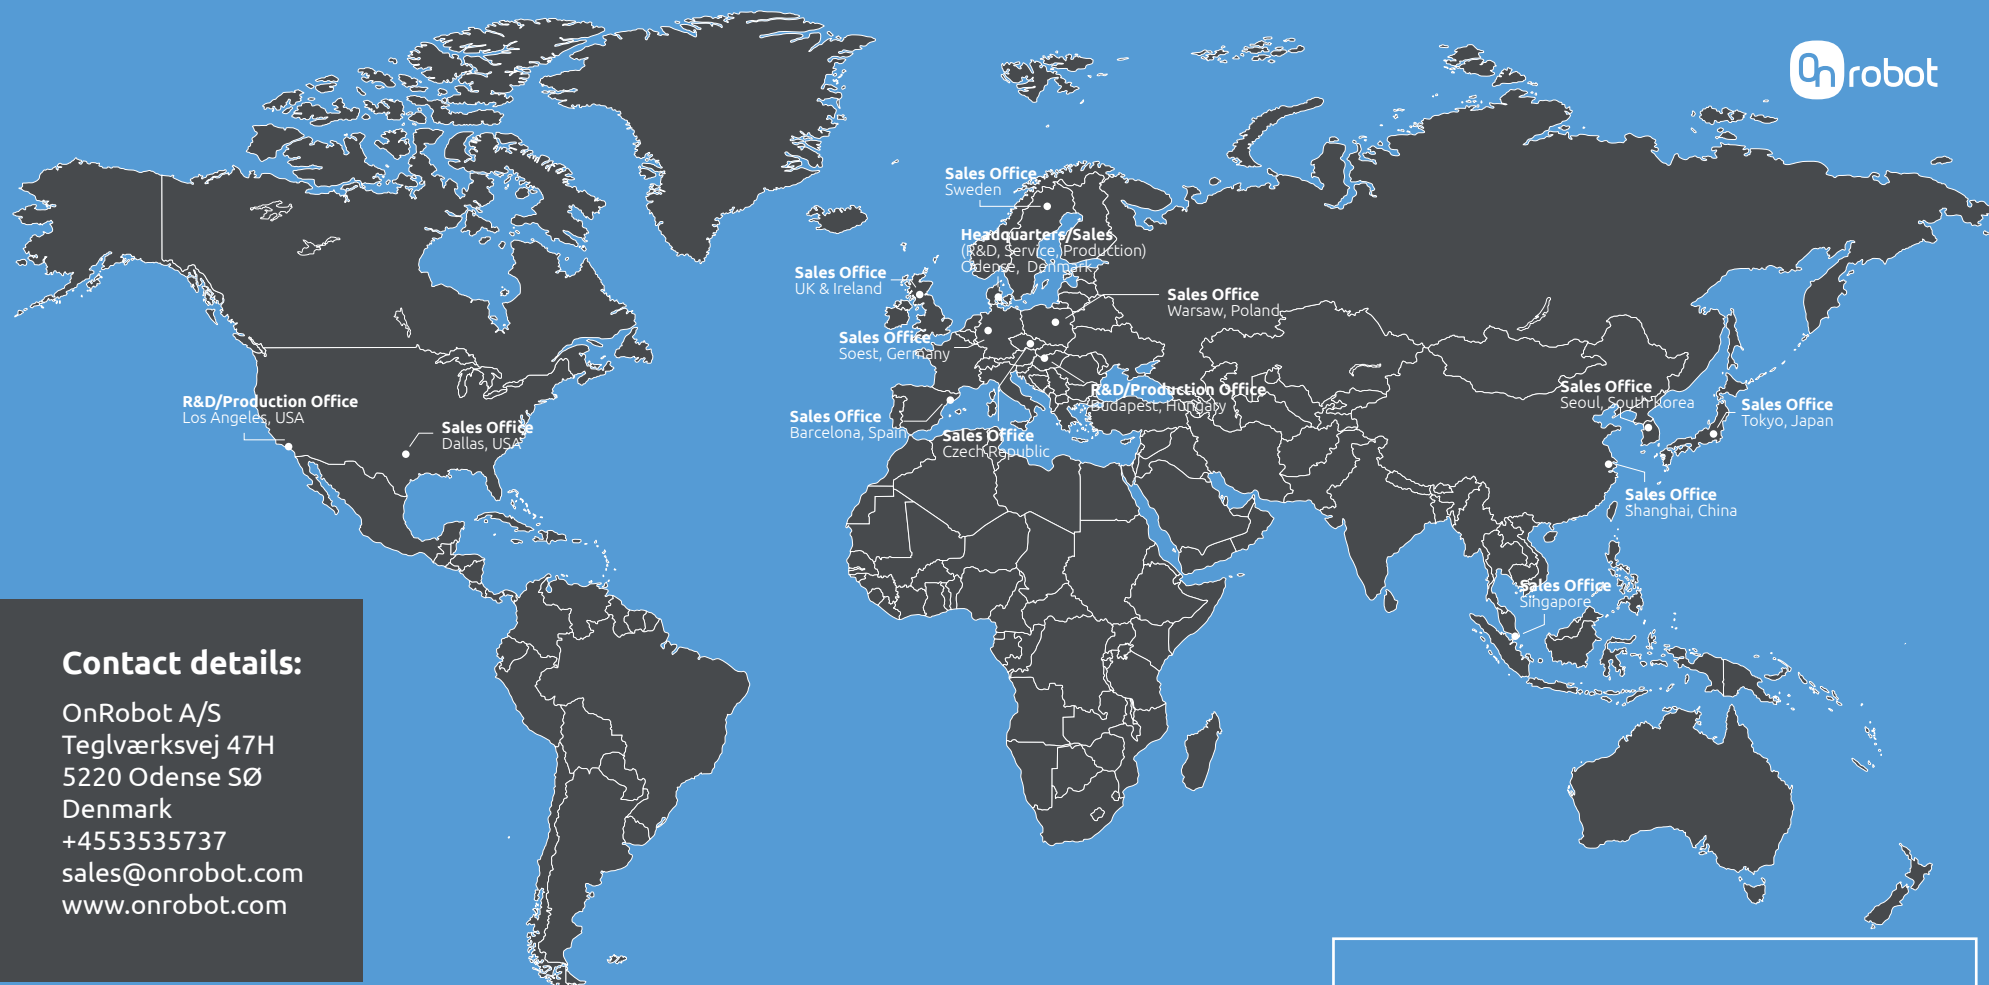 On robot
Sales Office
Sweden
Headquarters/Sales
(R&D, Service, Production)
Odense, Denmark
Sales Office
UK & Ireland
Sales Office
Warsaw, Poland
Sales Office
Soest, Germany
R&D/Production Office
Budapest, Hungary
Sales Office
Seoul, South Korea
Sales Office
Tokyo, Japan
R&D/Production Office
Los Angeles, USA
Sales Office
Dallas, USA
Sales Office
Barcelona, Spain
Sales Office
Czech Republic
Sales Office
Shanghai, China
Sales Office
Singapore
Contact details:
OnRobot A/S
Teglværksvej 47H
5220 Odense SØ
Denmark
+4553535737
sales@onrobot.com
www.onrobot.com